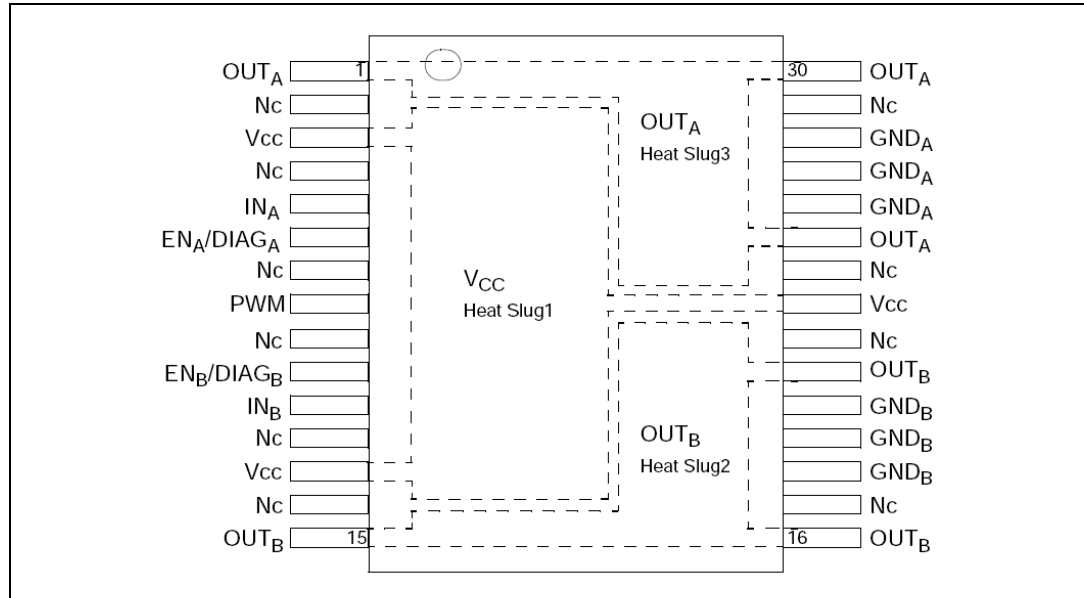 OUTA 1 30 OUTA
Nc Nc
Vcc OUTA GNDA
Heat Slug3
Nc GNDA
INA GNDA
ENA/DIAGA OUTA
Nc VCC Nc
PWM Heat Slug1 Vcc
Nc Nc
ENB/DIAGB OUTB
INB GNDB
Nc OUTB GNDB
Vcc Heat Slug2 GNDB
Nc Nc
OUTB 15 16 OUTB